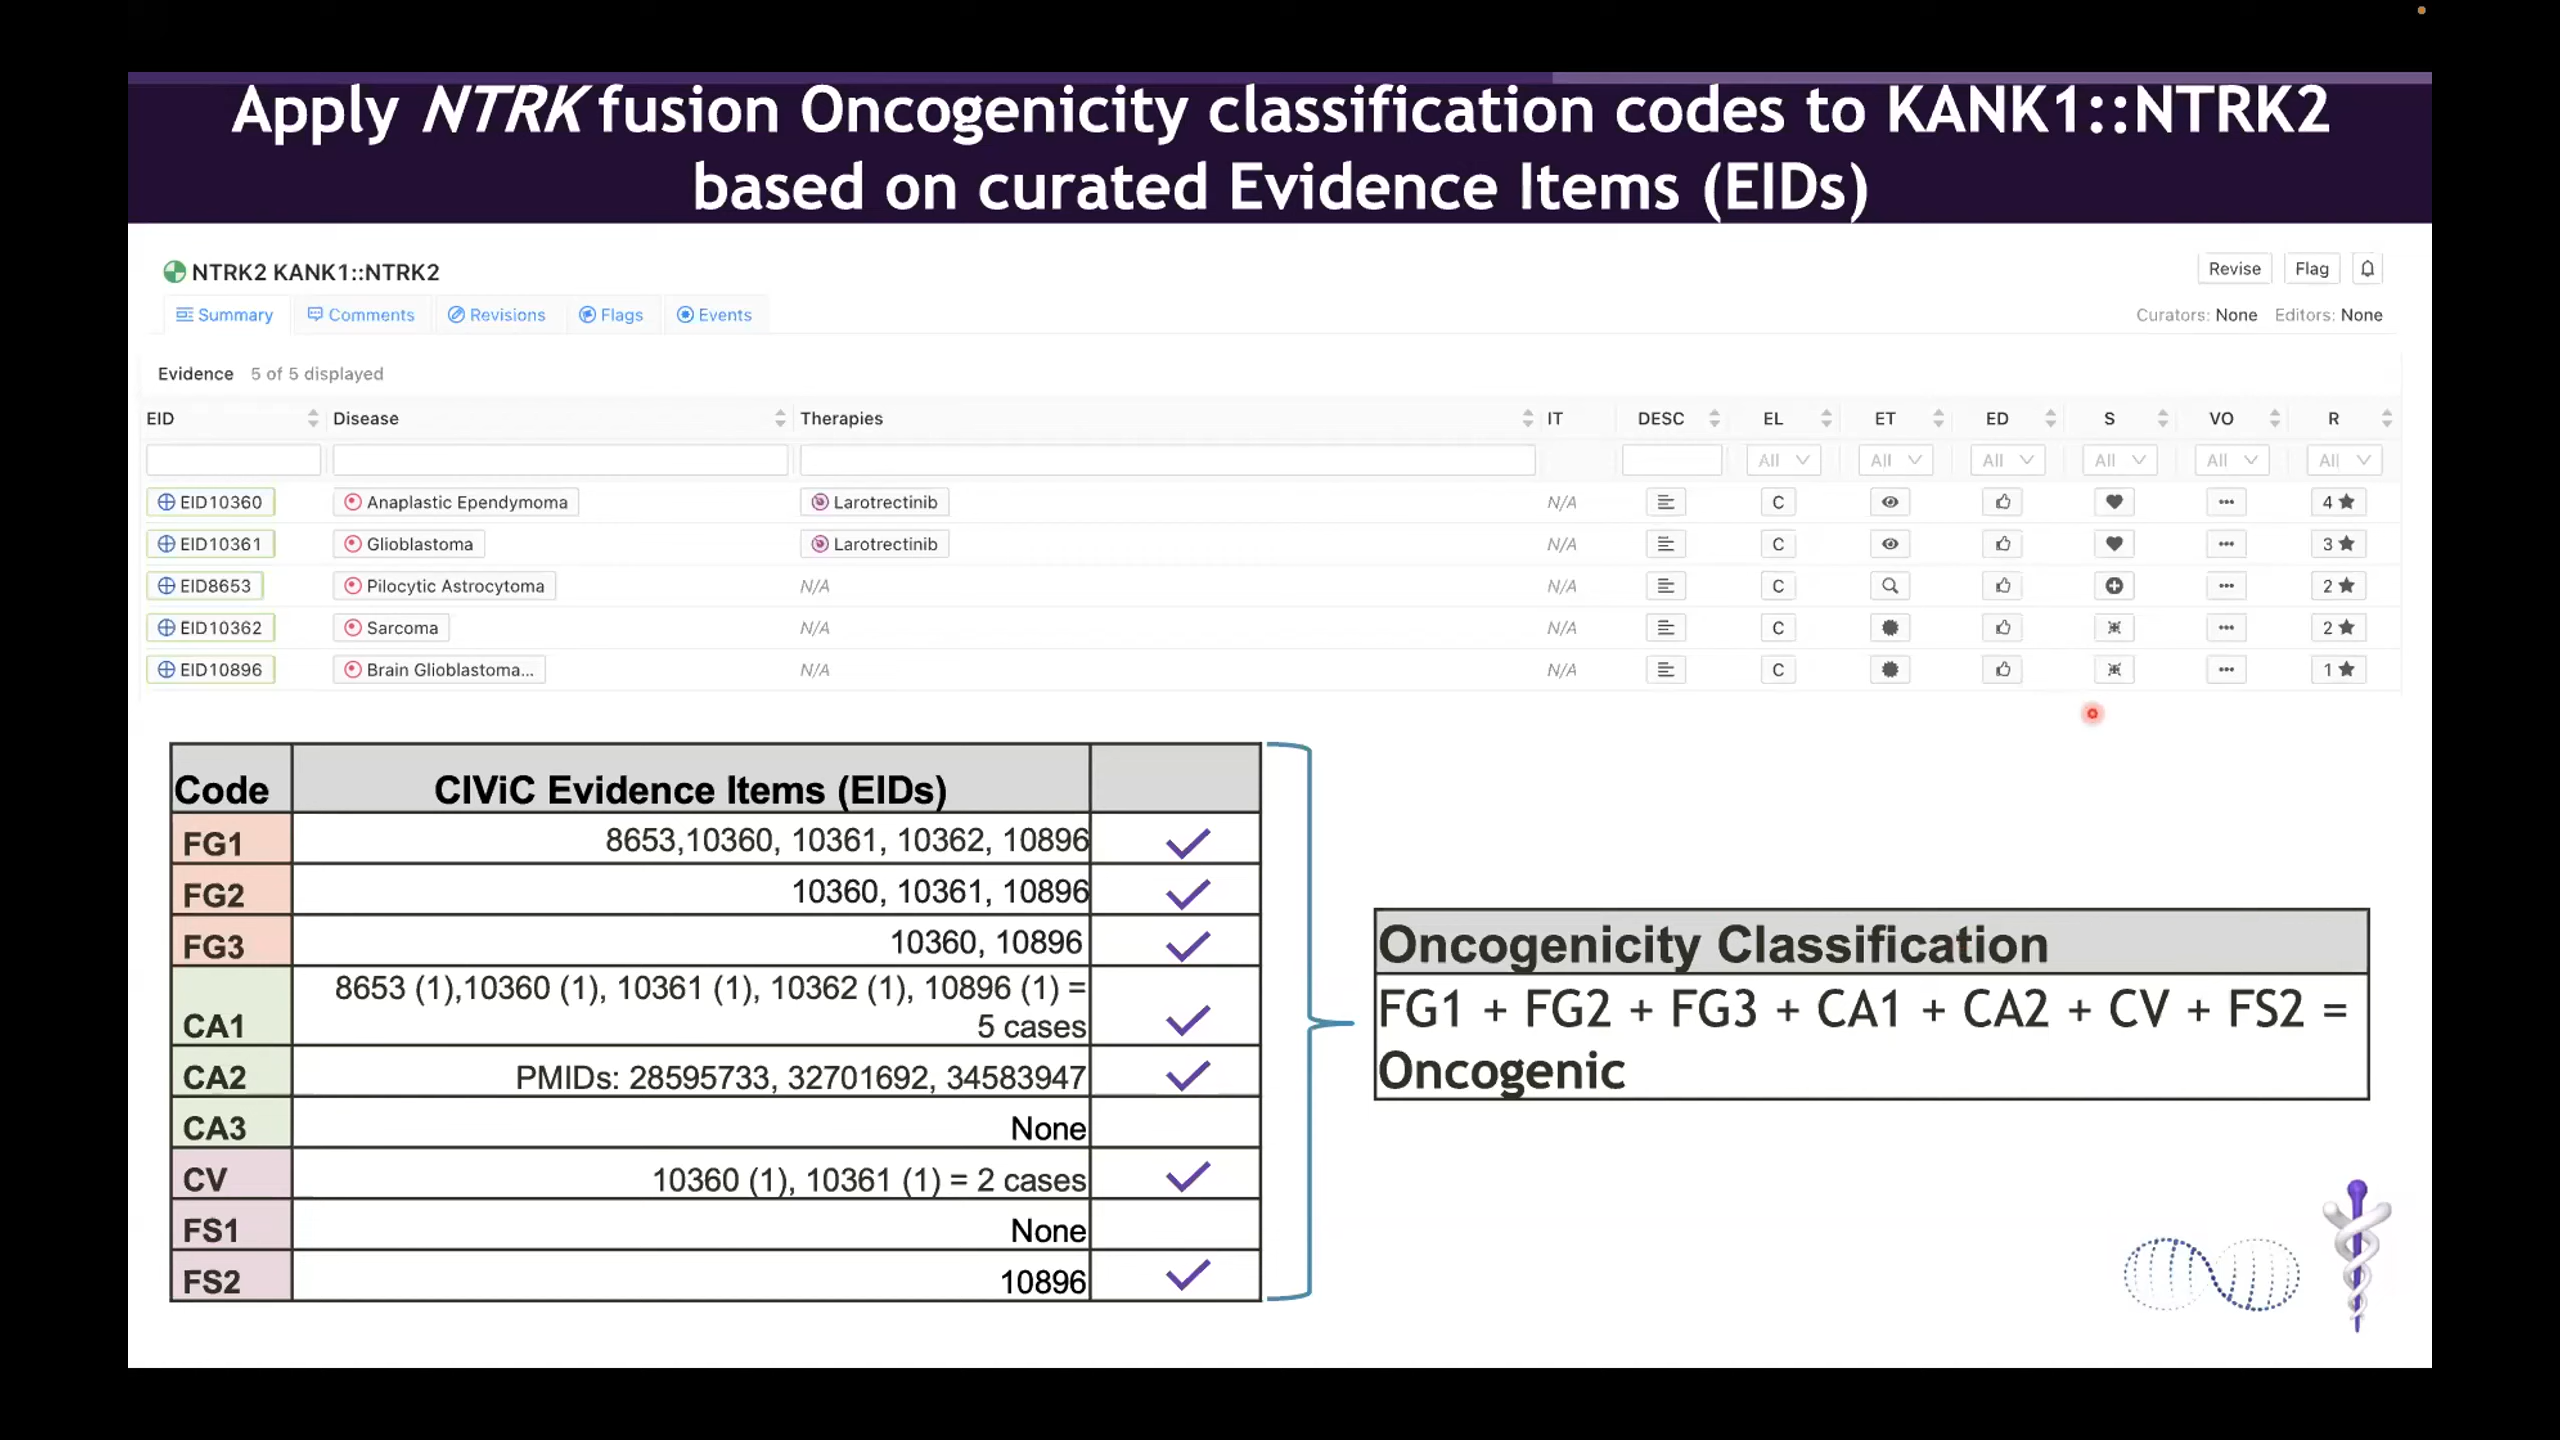 Apply NTRK fusion Oncogenicity classification codes to KANK1::NTRK2
based on curated Evidence Items (EIDs)
NTRK2 KANK1::NTRK2 Revise Flag
Summary Comments Revisions Flags Events Curators: None Editors: None
Evidence 5 of 5 displayed
EID Disease Therapies IT DESC EL ET ED S VO R
All All All All All All
EID10360 Anaplastic Ependymoma Larotrectinib N/A C 4
EID10361 Glioblastoma Larotrectinib N/A C 3
EID8653 Pilocytic Astrocytoma N/A N/A C 2
EID10362 Sarcoma N/A N/A C 2
EID10896 Brain Glioblastoma... N/A N/A C 1
Code CIViC Evidence Items (EIDs)
FG1 8653,10360, 10361, 10362, 10896
FG2 10360, 10361, 10896
FG3 10360, 10896
CA1 8653 (1),10360 (1), 10361 (1), 10362 (1), 10896 (1) =
5 cases
CA2 PMIDs: 28595733, 32701692, 34583947
CA3 None
CV 10360 (1), 10361 (1) = 2 cases
FS1 None
FS2 10896
Oncogenicity Classification
FG1 + FG2 + FG3 + CA1 + CA2 + CV + FS2 =
Oncogenic